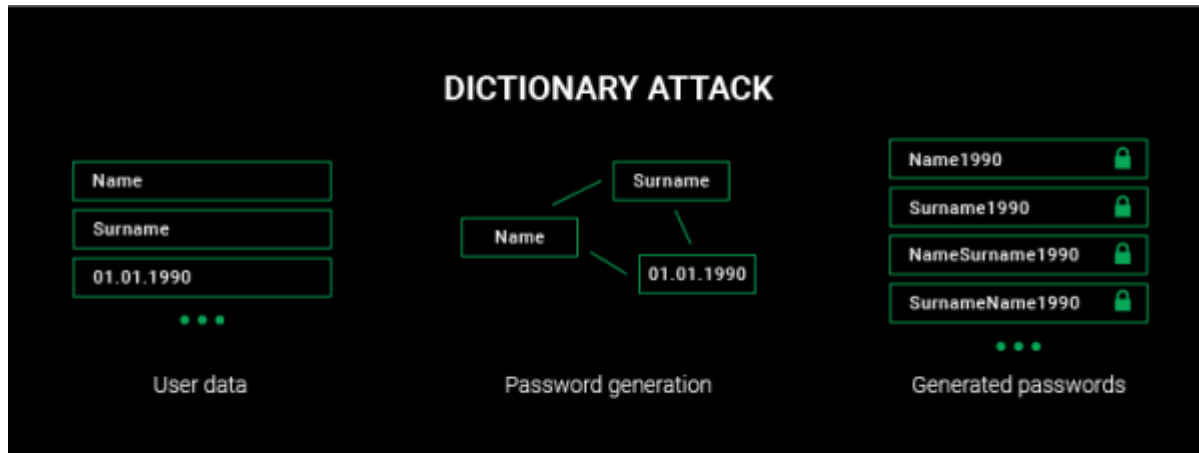 DICTIONARY ATTACK
Name
Surname
01.01.1990
User data
Surname
Name
01.01.1990
Password generation
Name1990
Surname1990
NameSurname1990
SurnameName1990
Generated passwords